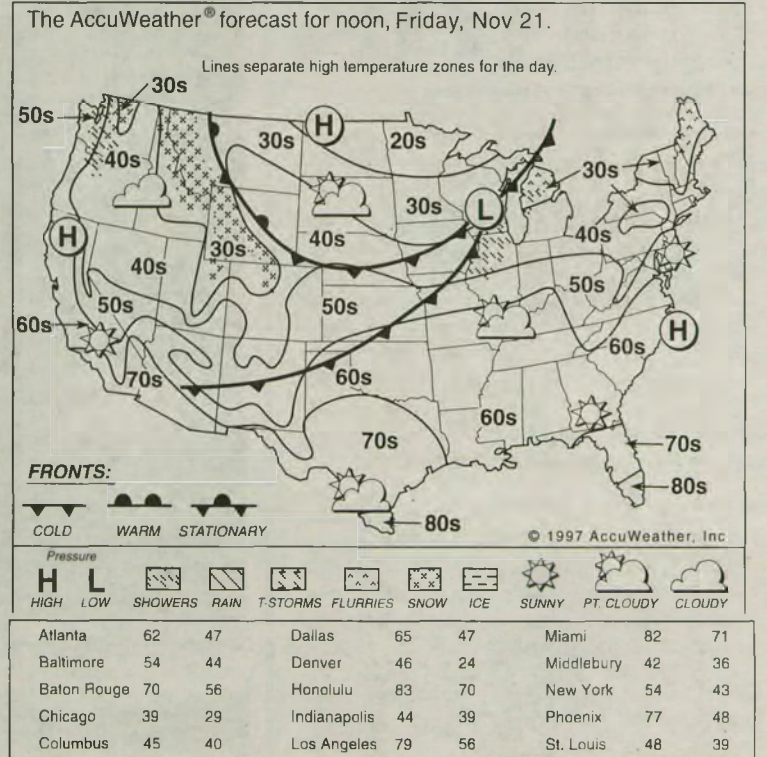 The AccuWeather® forecast for noon, Friday, Nov 21.
Lines separate high temperature zones for the day.
30s
50s
H
30s
20s
40s
30s
30s
L
H
40s
30s
40s
40s
50s
50s
50s
60s
H
60s
70s
60s
60s
70s
70s
80s
80s
FRONTS:
COLD WARM STATIONARY
© 1997 AccuWeather, Inc
Pressure
H L
HIGH LOW SHOWERS RAIN T-STORMS FLURRIES SNOW ICE SUNNY PT. CLOUDY CLOUDY
Atlanta 62 47 Dallas 65 47 Miami 82 71
Baltimore 54 44 Denver 46 24 Middlebury 42 36
Baton Rouge 70 56 Honolulu 83 70 New York 54 43
Chicago 39 29 Indianapolis 44 39 Phoenix 77 48
Columbus 45 40 Los Angeles 79 56 St. Louis 48 39